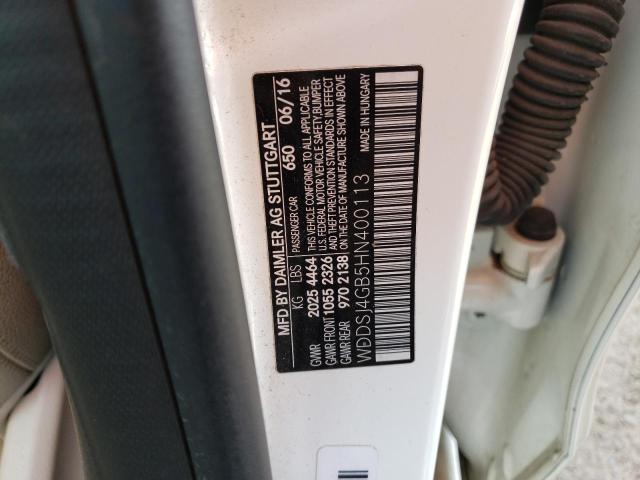 MFD BY DAIMLER AG STUTTGART
PASSENGER CAR 650 06/16
KG LBS
GVWR 2025 4464
GAWR FRONT 1055 2326
GAWR REAR 970 2138
THIS VEHICLE CONFORMS TO ALL APPLICABLE
U.S. FEDERAL MOTOR VEHICLE SAFETY, BUMPER
AND THEFT PREVENTION STANDARDS IN EFFECT
ON THE DATE OF MANUFACTURE SHOWN ABOVE
WDDSJ4GB5HN400113
MADE IN HUNGARY